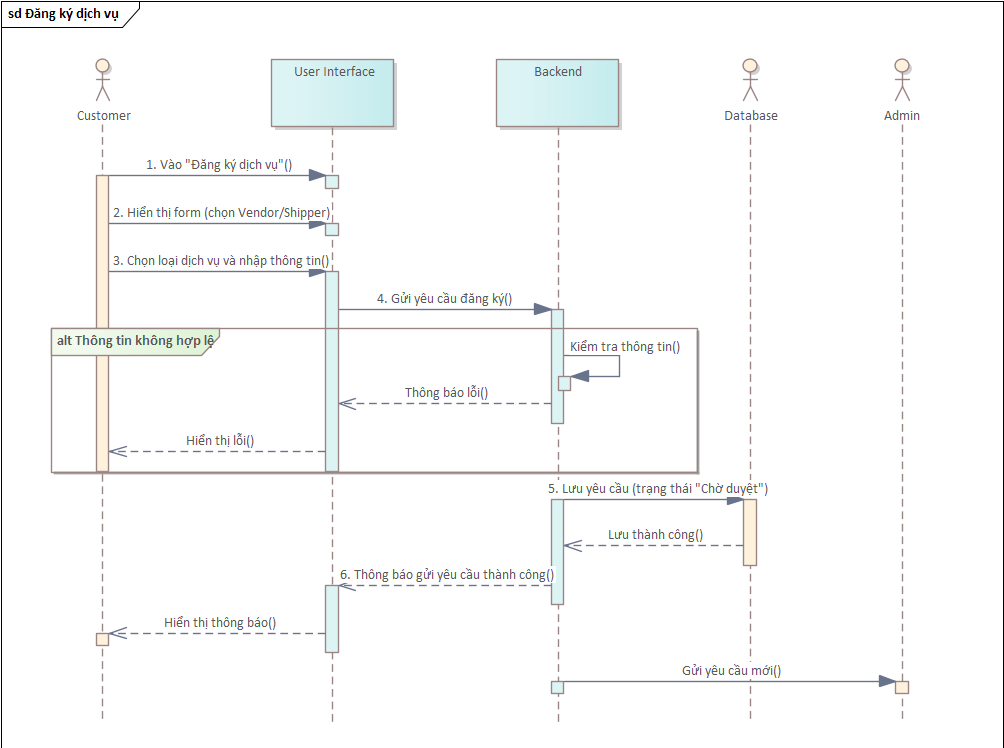 sd Đăng ký dịch vụ
Customer
User Interface
Backend
Database
Admin
1. Vào "Đăng ký dịch vụ"()
2. Hiển thị form (chọn Vendor/Shipper)
3. Chọn loại dịch vụ và nhập thông tin()
4. Gửi yêu cầu đăng ký()
alt Thông tin không hợp lệ
Kiểm tra thông tin()
Thông báo lỗi()
Hiển thị lỗi()
5. Lưu yêu cầu (trạng thái "Chờ duyệt")
Lưu thành công()
6. Thông báo gửi yêu cầu thành công()
Hiển thị thông báo()
Gửi yêu cầu mới()